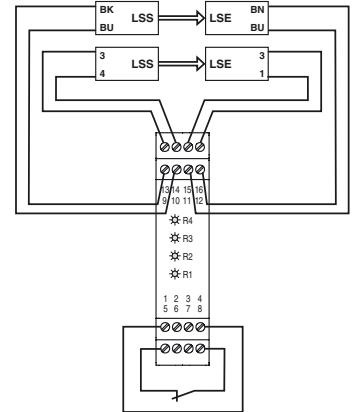 BK LSS LSE BN
BU BU
3 LSS LSE 3
4 1
13 14 15 16
9 10 11 12
R4
R3
R2
R1
1 2 3 4
5 6 7 8